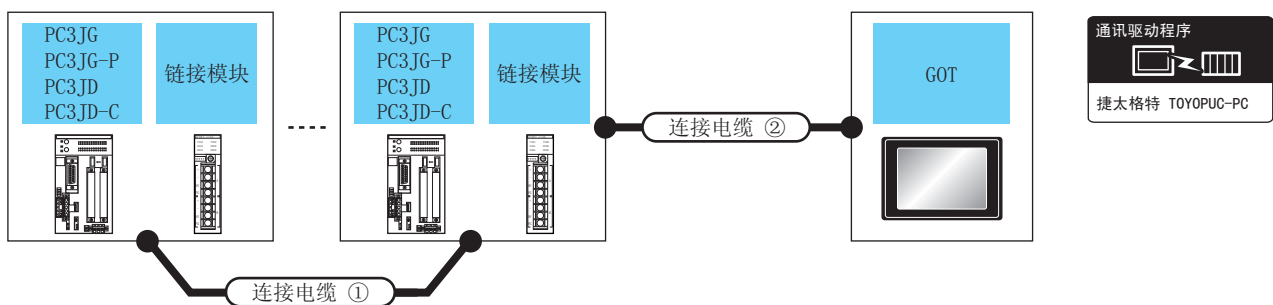 PC3JG
PC3JG-P
PC3JD
PC3JD-C
链接模块
PC3JG
PC3JG-P
PC3JD
PC3JD-C
链接模块
GOT
通讯驱动程序
捷太格特 TOYOPUC-PC
连接电缆 ②
连接电缆 ①